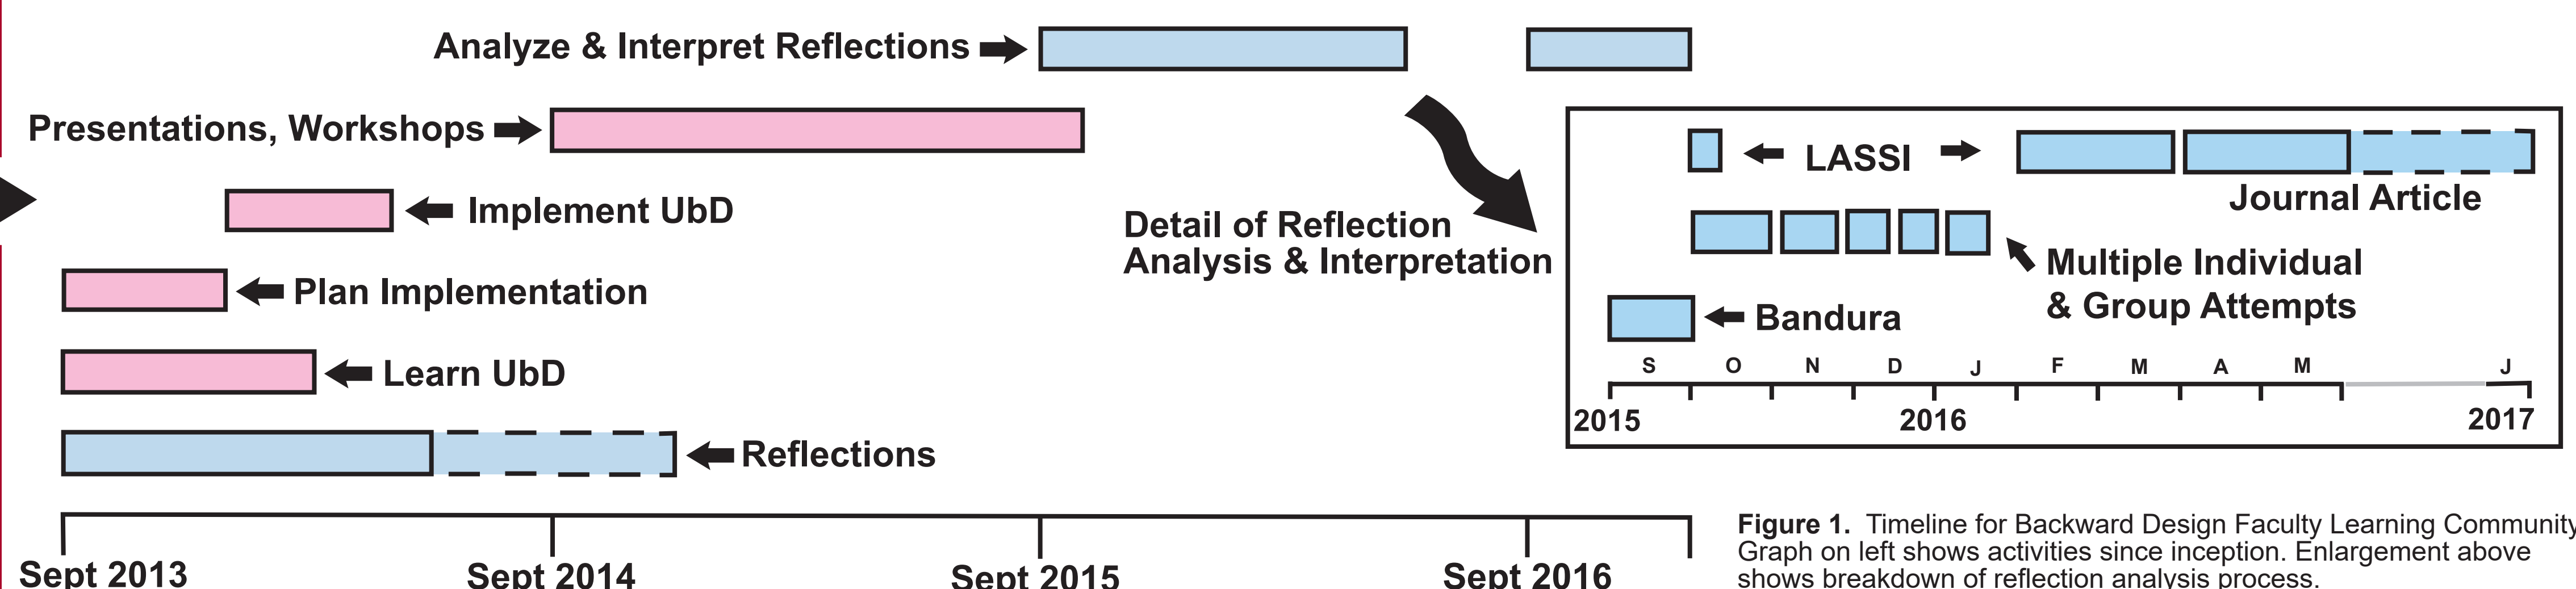 Analyze & Interpret Reflections
Presentations, Workshops
Implement UbD
Plan Implementation
Learn UbD
Reflections
Sept 2013
Sept 2014
Sept 2015
Sept 2016
Detail of Reflection
Analysis & Interpretation
LASSI
Journal Article
Multiple Individual
& Group Attempts
Bandura
S O N D J F M A M J
2015 2016 2017
Figure 1. Timeline for Backward Design Faculty Learning Community
Graph on left shows activities since inception. Enlargement above
shows breakdown of reflection analysis process.